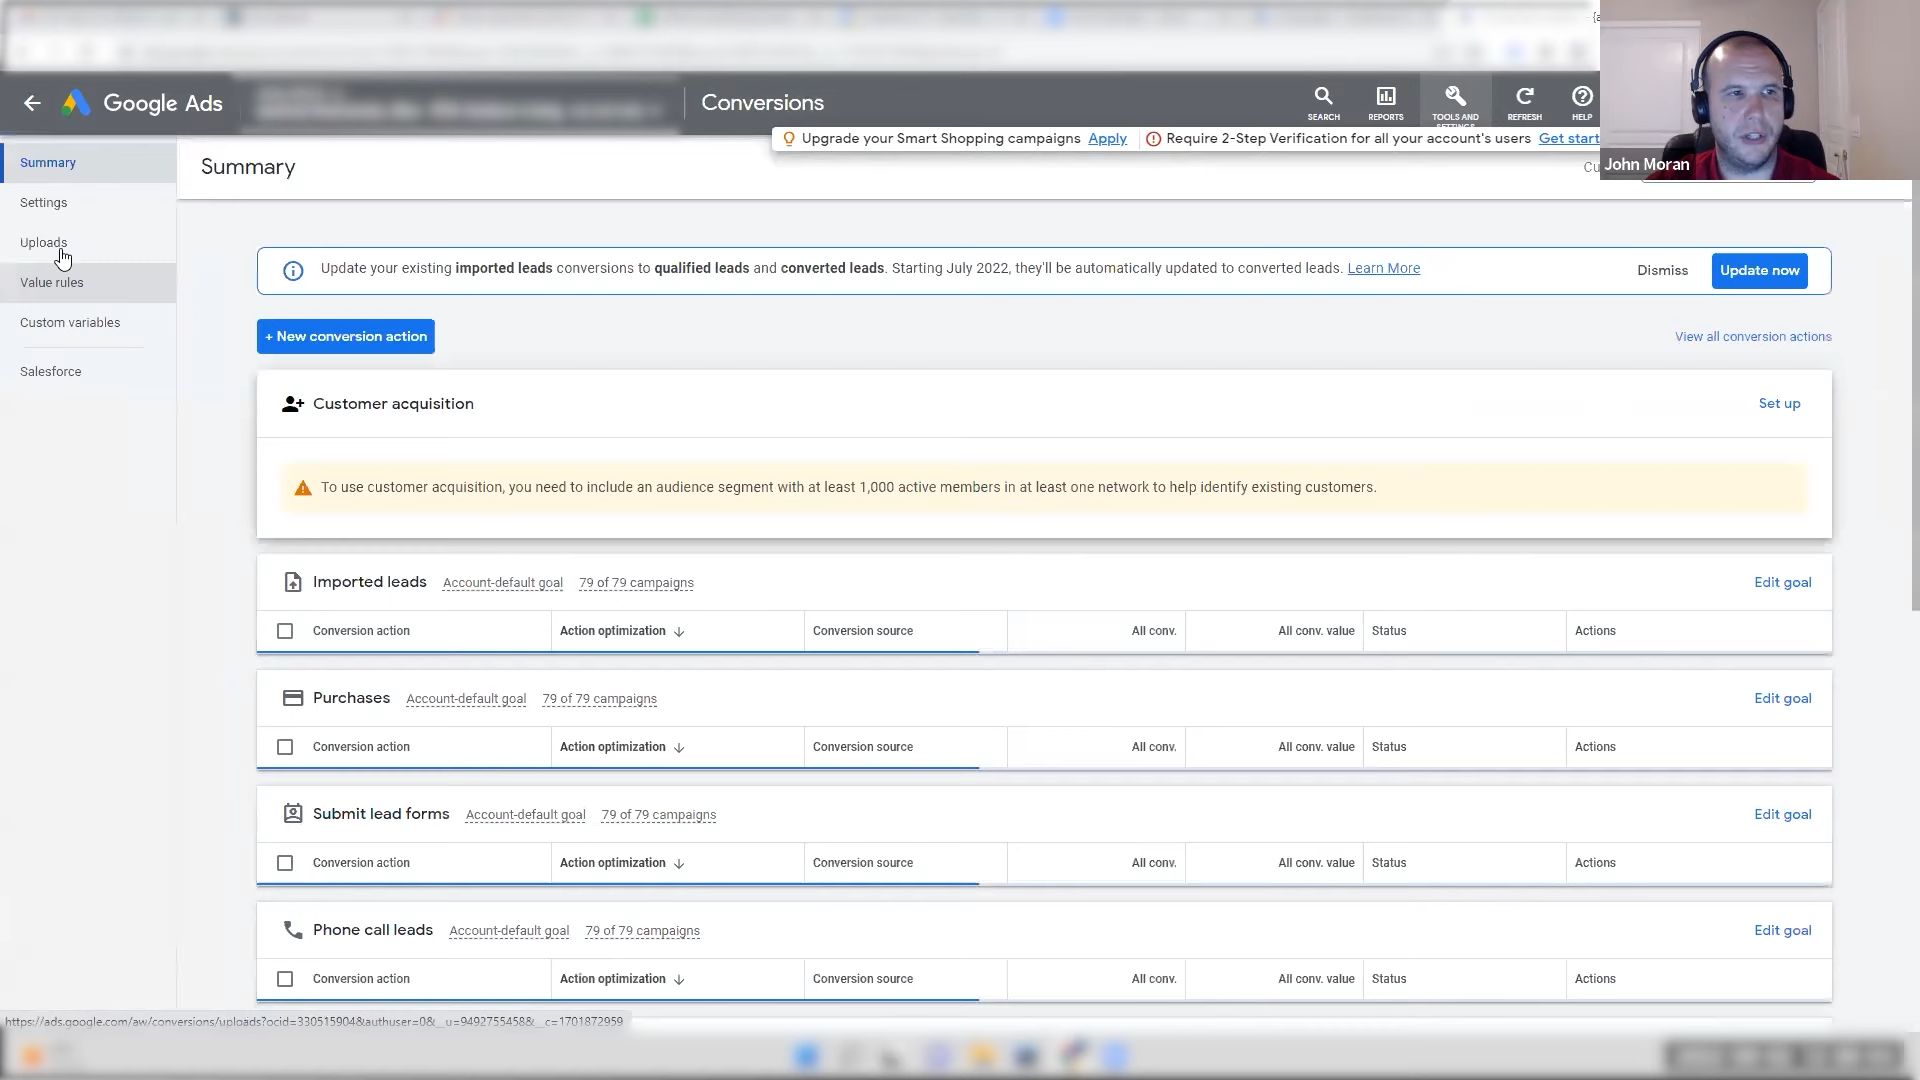 Google Ads
Conversions
SEARCH
REPORTS
TOOLS AND
SETTINGS
REFRESH
HELP
Upgrade your Smart Shopping campaigns Apply
Require 2-Step Verification for all your account's users Get start
John Moran
Summary
Settings
Uploads
Value rules
Custom variables
Salesforce
Summary
Cu
Update your existing imported leads conversions to qualified leads and converted leads. Starting July 2022, they'll be automatically updated to converted leads. Learn More
Dismiss
Update now
+ New conversion action
View all conversion actions
Customer acquisition
Set up
To use customer acquisition, you need to include an audience segment with at least 1,000 active members in at least one network to help identify existing customers.
Imported leads Account-default goal 79 of 79 campaigns Edit goal
Conversion action Action optimization Conversion source All conv. All conv. value Status Actions
Purchases Account-default goal 79 of 79 campaigns Edit goal
Conversion action Action optimization Conversion source All conv. All conv. value Status Actions
Submit lead forms Account-default goal 79 of 79 campaigns Edit goal
Conversion action Action optimization Conversion source All conv. All conv. value Status Actions
Phone call leads Account-default goal 79 of 79 campaigns Edit goal
Conversion action Action optimization Conversion source All conv. All conv. value Status Actions
https://ads.google.com/aw/conversions/uploads?ocid=330515904&authuser=0&__u=9492755458&__c=1701872959